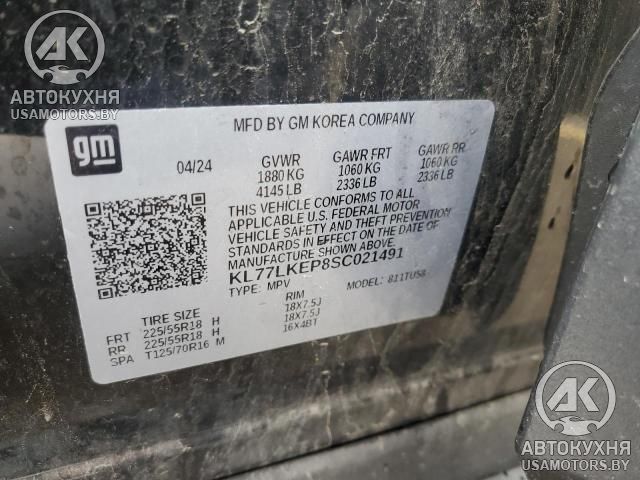 АВТОКУХНЯ
USAMOTORS.BY
gm
MFD BY GM KOREA COMPANY
04/24
GVWR
1880 KG
4145 LB
GAWR FRT
1060 KG
2336 LB
GAWR RR
1060 KG
2336 LB
THIS VEHICLE CONFORMS TO ALL
APPLICABLE U.S. FEDERAL MOTOR
VEHICLE SAFETY AND THEFT PREVENTION
STANDARDS IN EFFECT ON THE DATE OF
MANUFACTURE SHOWN ABOVE.
KL77LKEP8SC021491
TYPE: MPV
MODEL: 811TUS8
TIRE SIZE
RIM
FRT 225/55R18 H 18X7.5J
RR 225/55R18 H 18X7.5J
SPA T125/70R16 M 16X4BT
АВТОКУХНЯ
USAMOTORS.BY